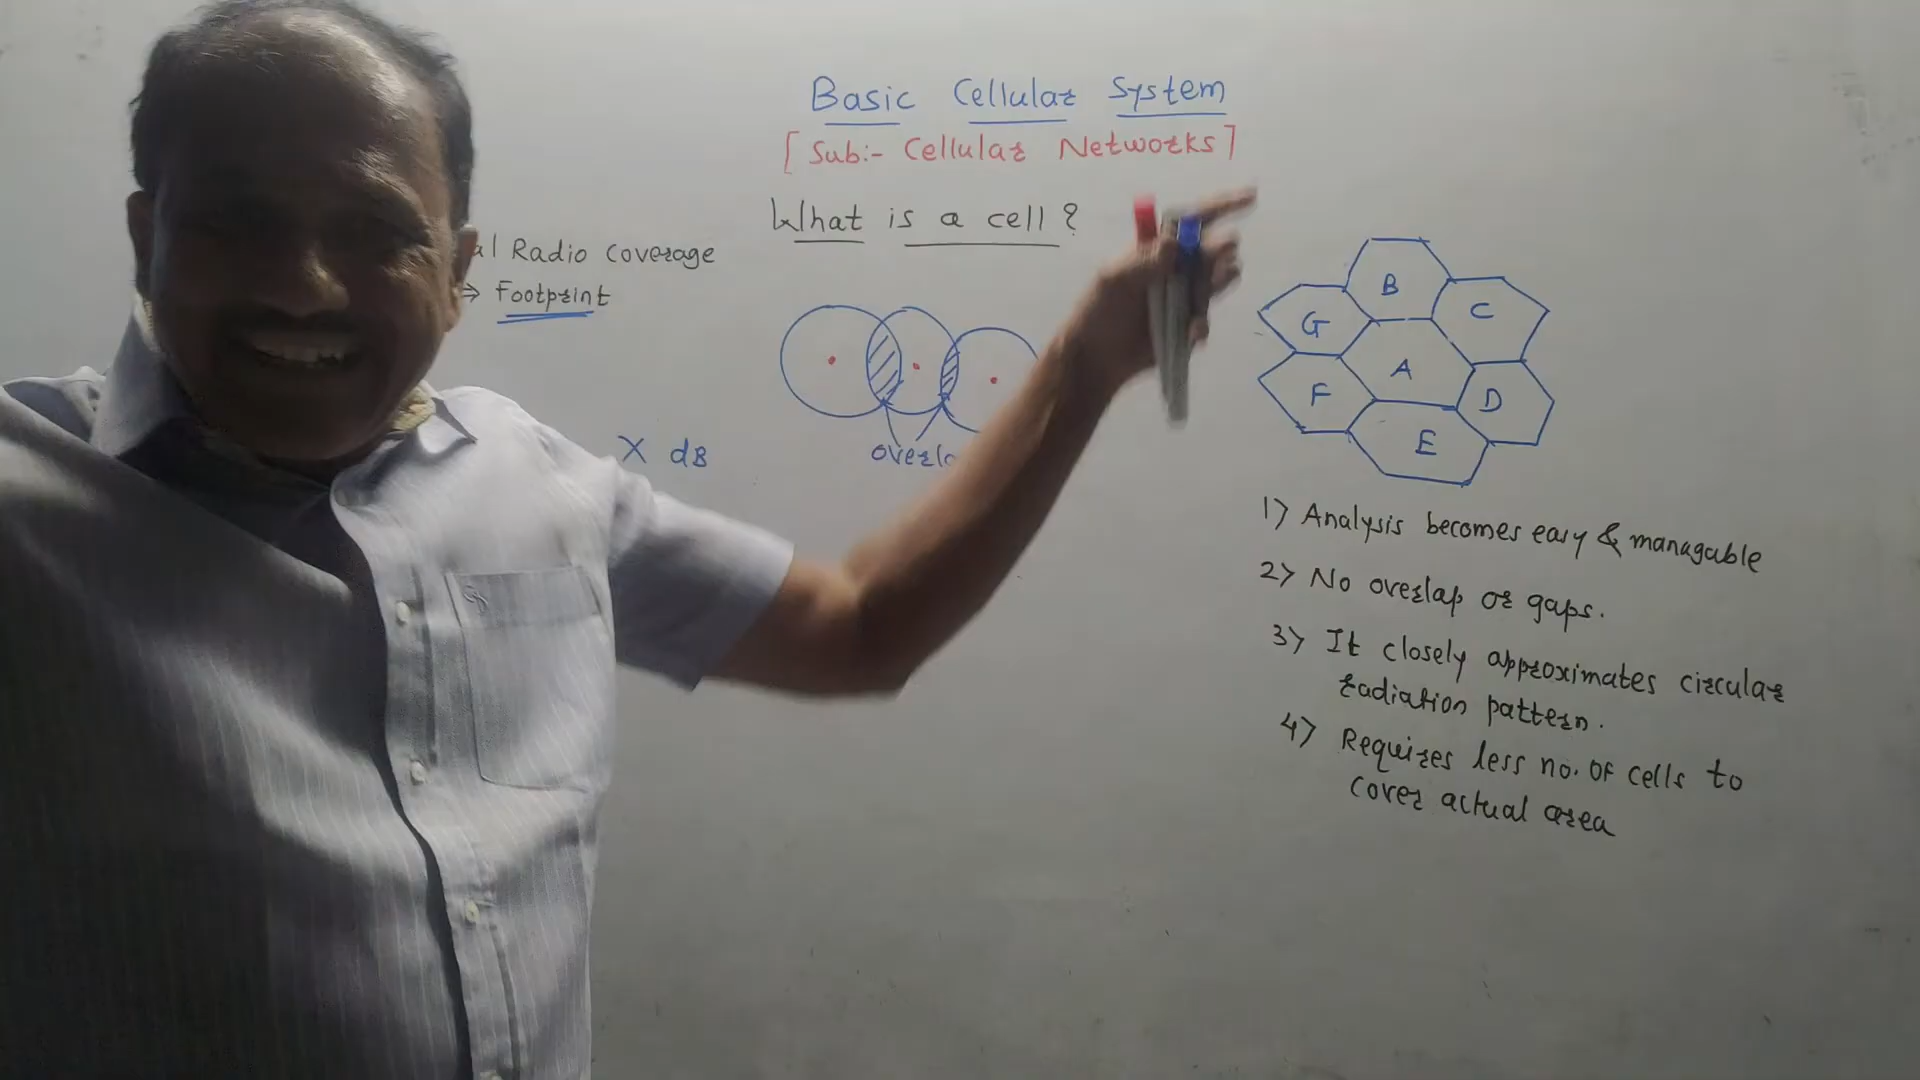 Basic Cellular System
[Sub:- Cellular Networks]
What is a cell?
Radio coverage
⇒ Footprint
X dB
B
G
C
A
F
D
E
1) Analysis becomes easy & managable
2) No overlap or gaps.
3) It closely approximates circular
radiation pattern.
4) Requires less no. of cells to
cover actual area